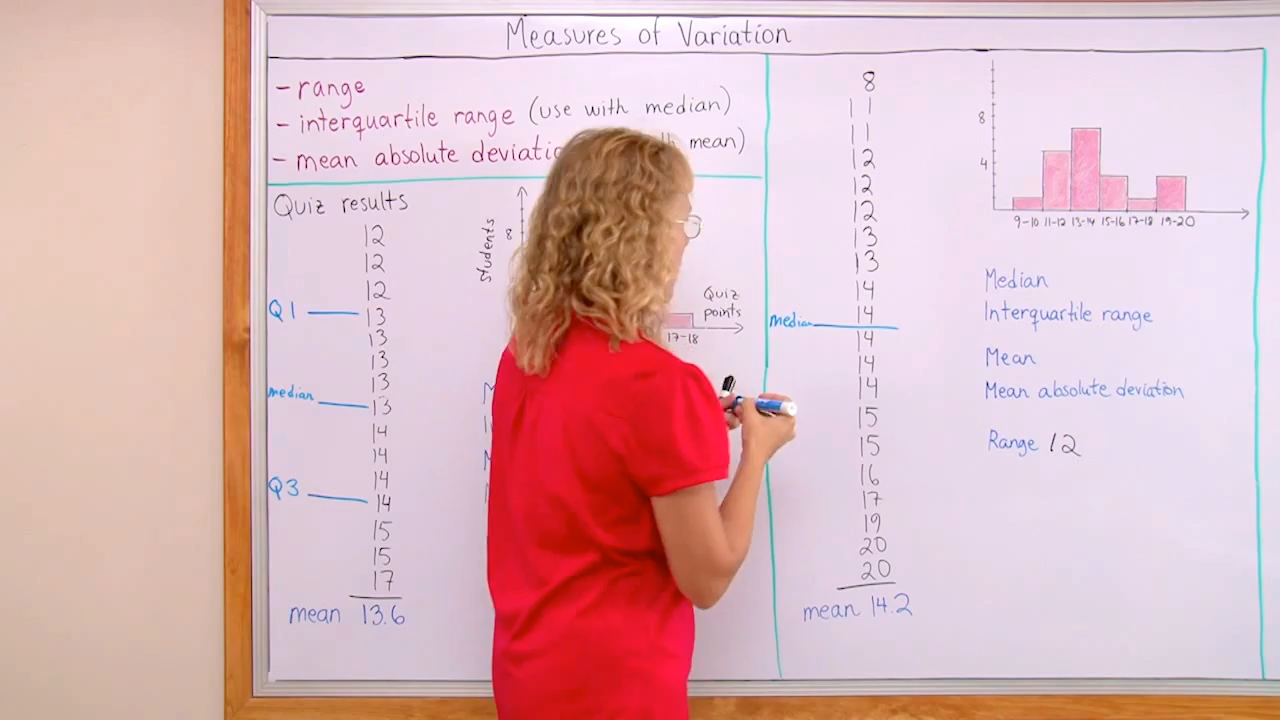 Measures of Variation
- range
- interquartile range (use with median)
- mean absolute deviatio mean)
Quiz results
12
12
12
Q1 13
13
13
13
median 13
14
14
14
Q3 14
15
15
17
mean 13.6
Students
8
Quiz
points
17-18
8
11
11
12
12
12
13
13
14
14
median
14
14
14
15
15
16
17
19
20
20
mean 14.2
8
4
9-10 11-12 13-14 15-16 17-18 19-20
Median
Interquartile range
Mean
Mean absolute deviation
Range 12